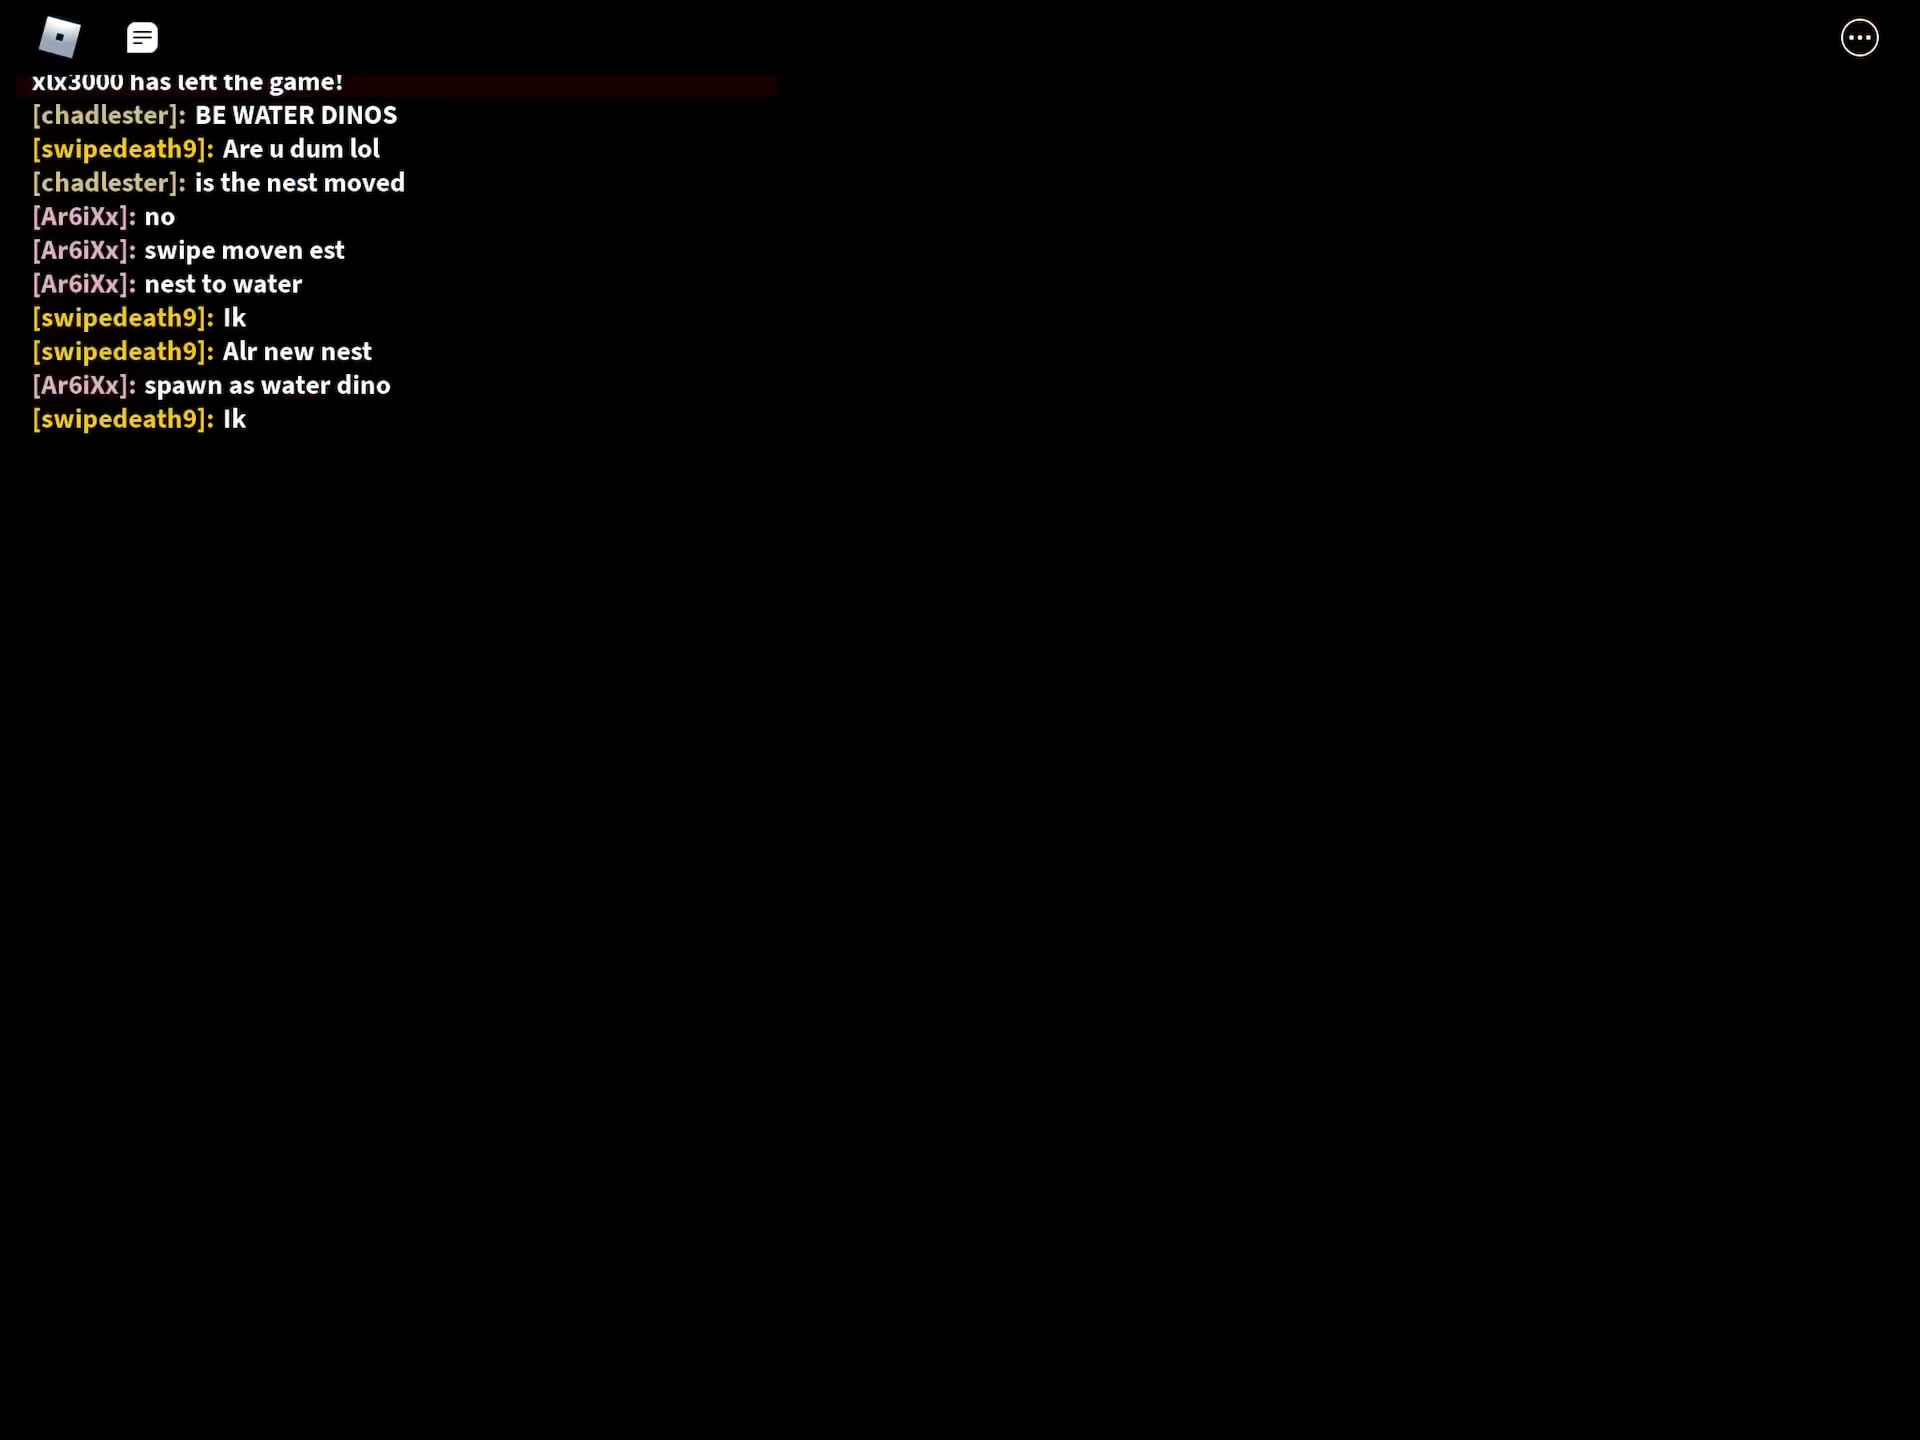 xlx3000 has left the game!
[chadlester]: BE WATER DINOS
[swipedeath9]: Are u dum lol
[chadlester]: is the nest moved
[Ar6iXx]: no
[Ar6iXx]: swipe moven est
[Ar6iXx]: nest to water
[swipedeath9]: Ik
[swipedeath9]: Alr new nest
[Ar6iXx]: spawn as water dino
[swipedeath9]: Ik